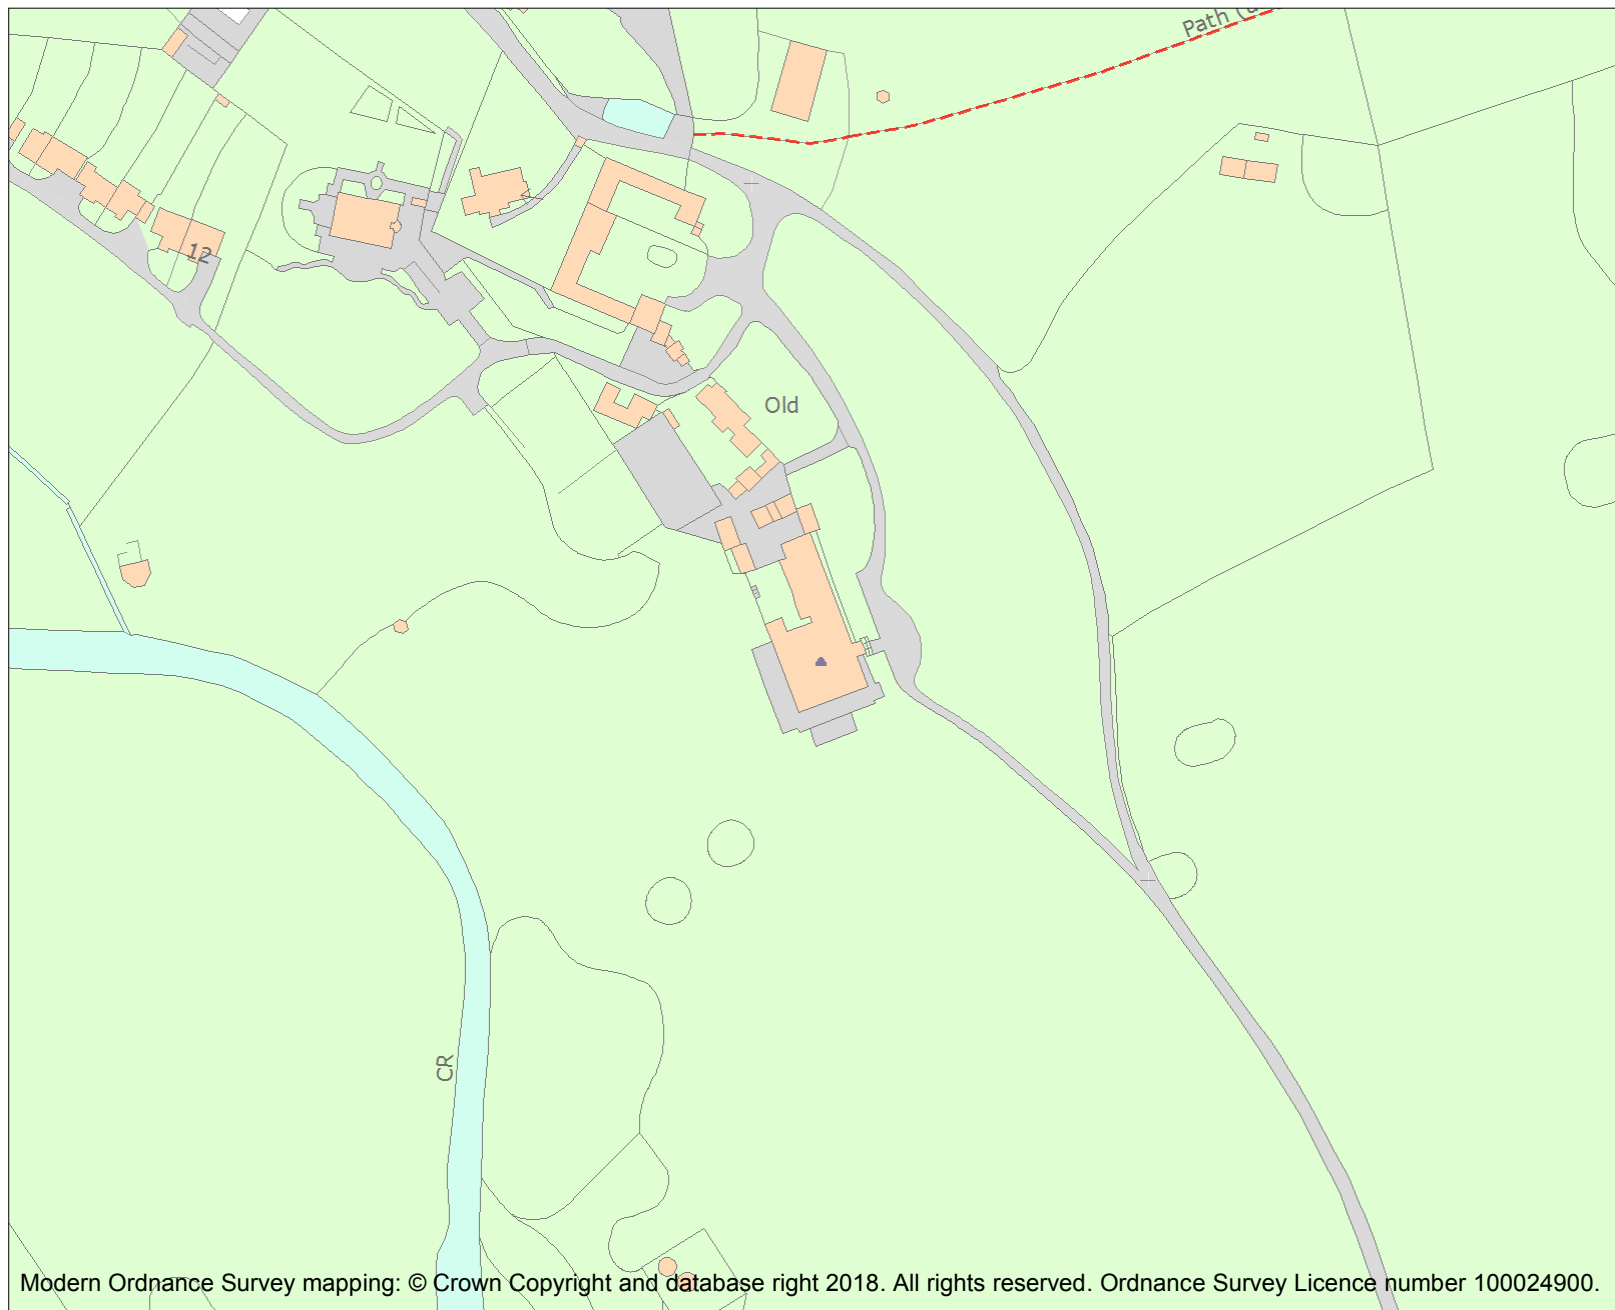 Path (u
12
Old
CR
Modern Ordnance Survey mapping: © Crown Copyright and database right 2018. All rights reserved. Ordnance Survey Licence number 100024900.